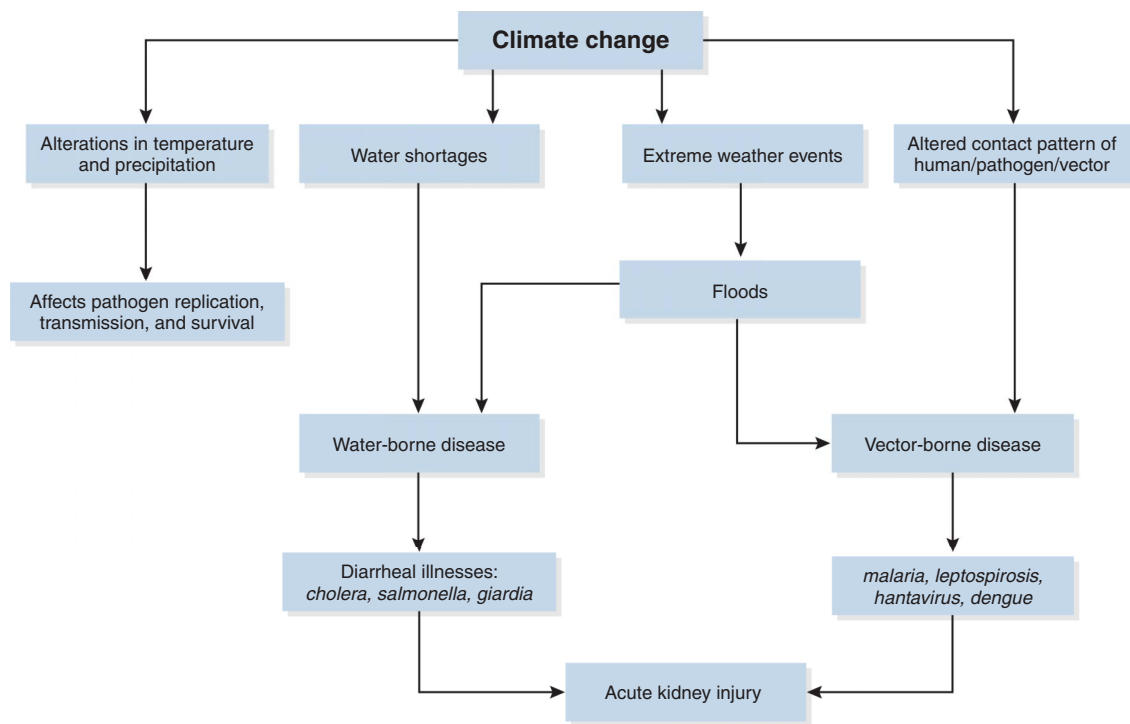 Climate change
Alterations in temperature
and precipitation
Water shortages
Extreme weather events
Altered contact pattern of
human/pathogen/vector
Affects pathogen replication,
transmission, and survival
Floods
Water-borne disease
Vector-borne disease
Diarrheal illnesses:
cholera, salmonella, giardia
malaria, leptospirosis,
hantavirus, dengue
Acute kidney injury